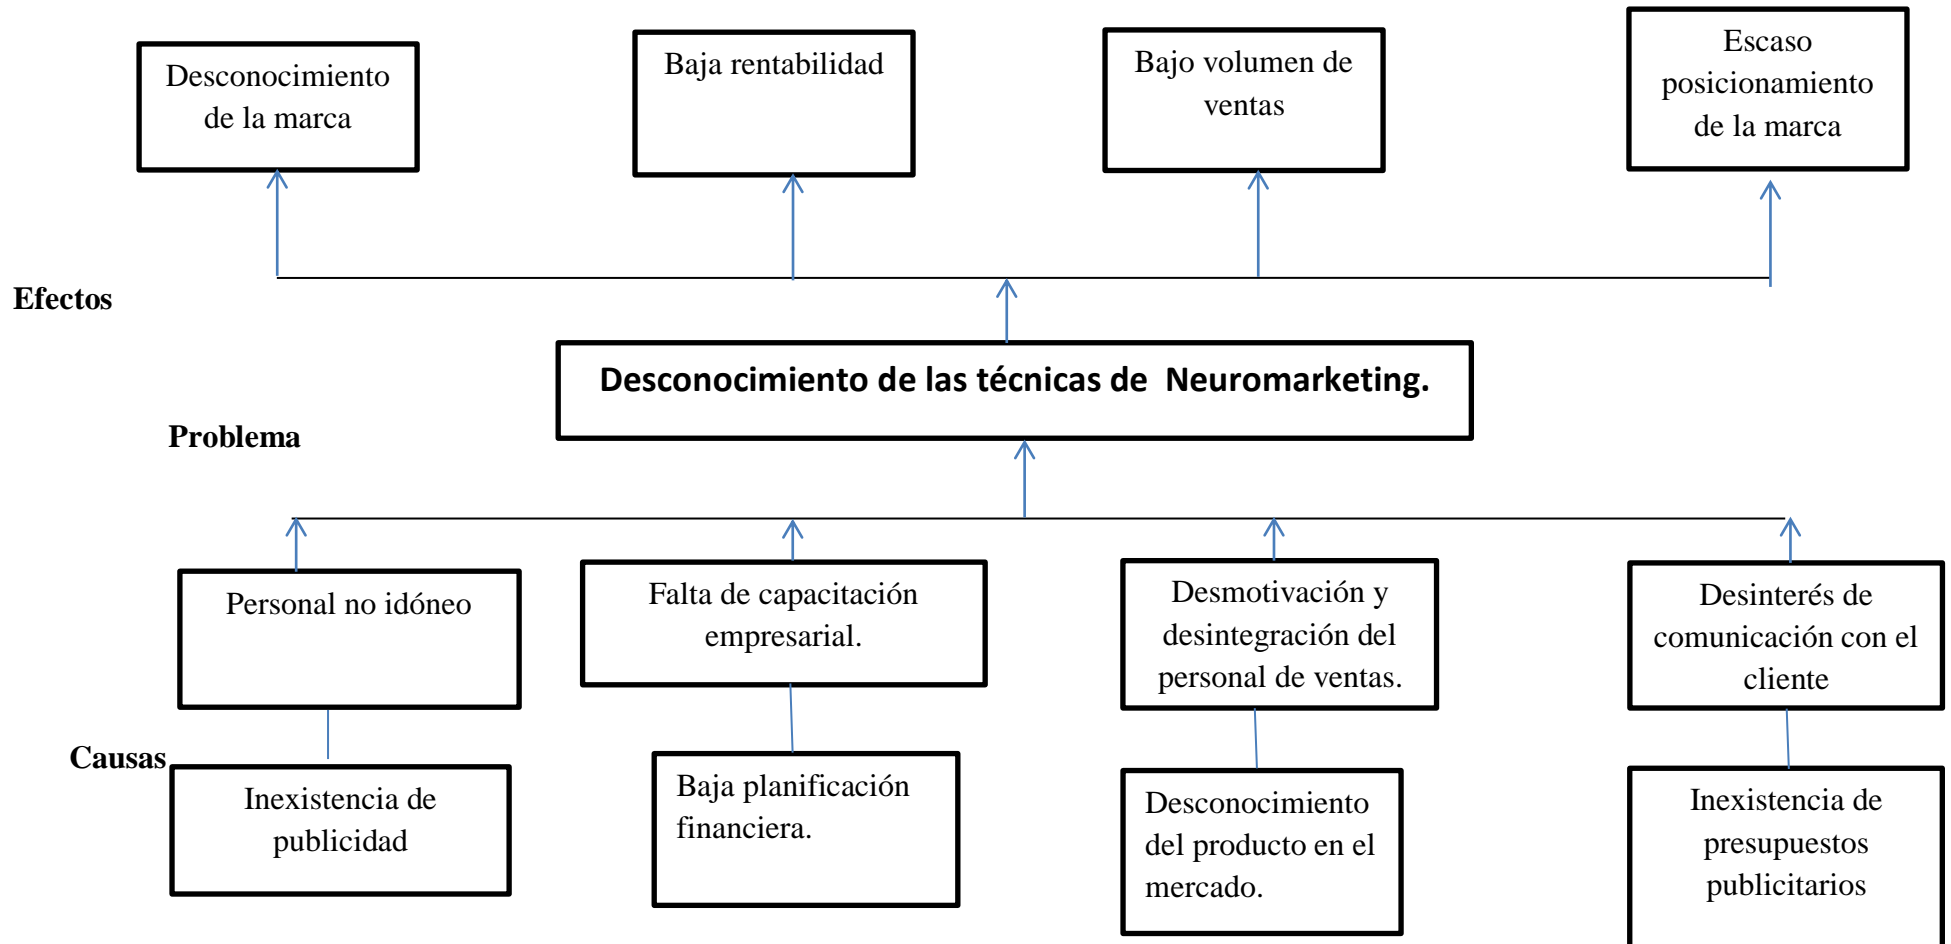 Desconocimiento
de la marca
Baja rentabilidad
Bajo volumen de
ventas
Escaso
posicionamiento
de la marca
Efectos
Desconocimiento de las técnicas de  Neuromarketing.
Problema
Personal no idóneo
Falta de capacitación
empresarial.
Desmotivación y
desintegración del
personal de ventas.
Desinterés de
comunicación con el
cliente
Causas
Inexistencia de
publicidad
Baja planificación
financiera.
Desconocimiento
del producto en el
mercado.
Inexistencia de
presupuestos
publicitarios